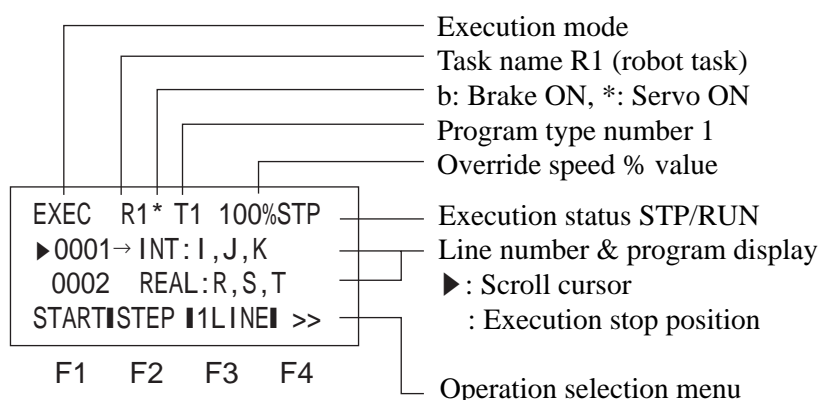 Execution mode
Task name R1 (robot task)
b: Brake ON, *: Servo ON
Program type number 1
Override speed % value
EXEC R1* T1 100%STP
Execution status STP/RUN
▶0001→INT:I,J,K
Line number & program display
0002 REAL:R,S,T
▶: Scroll cursor
START▮STEP ▮1LINE▮ >>
: Execution stop position
F1 F2 F3 F4
Operation selection menu